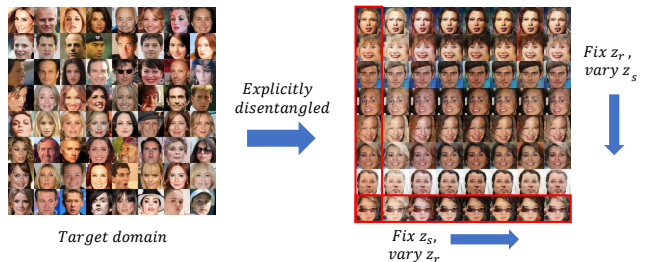 Explicitly
disentangled
Fix z_r ,
vary z_s
Target domain
Fix z_s,
vary z_r